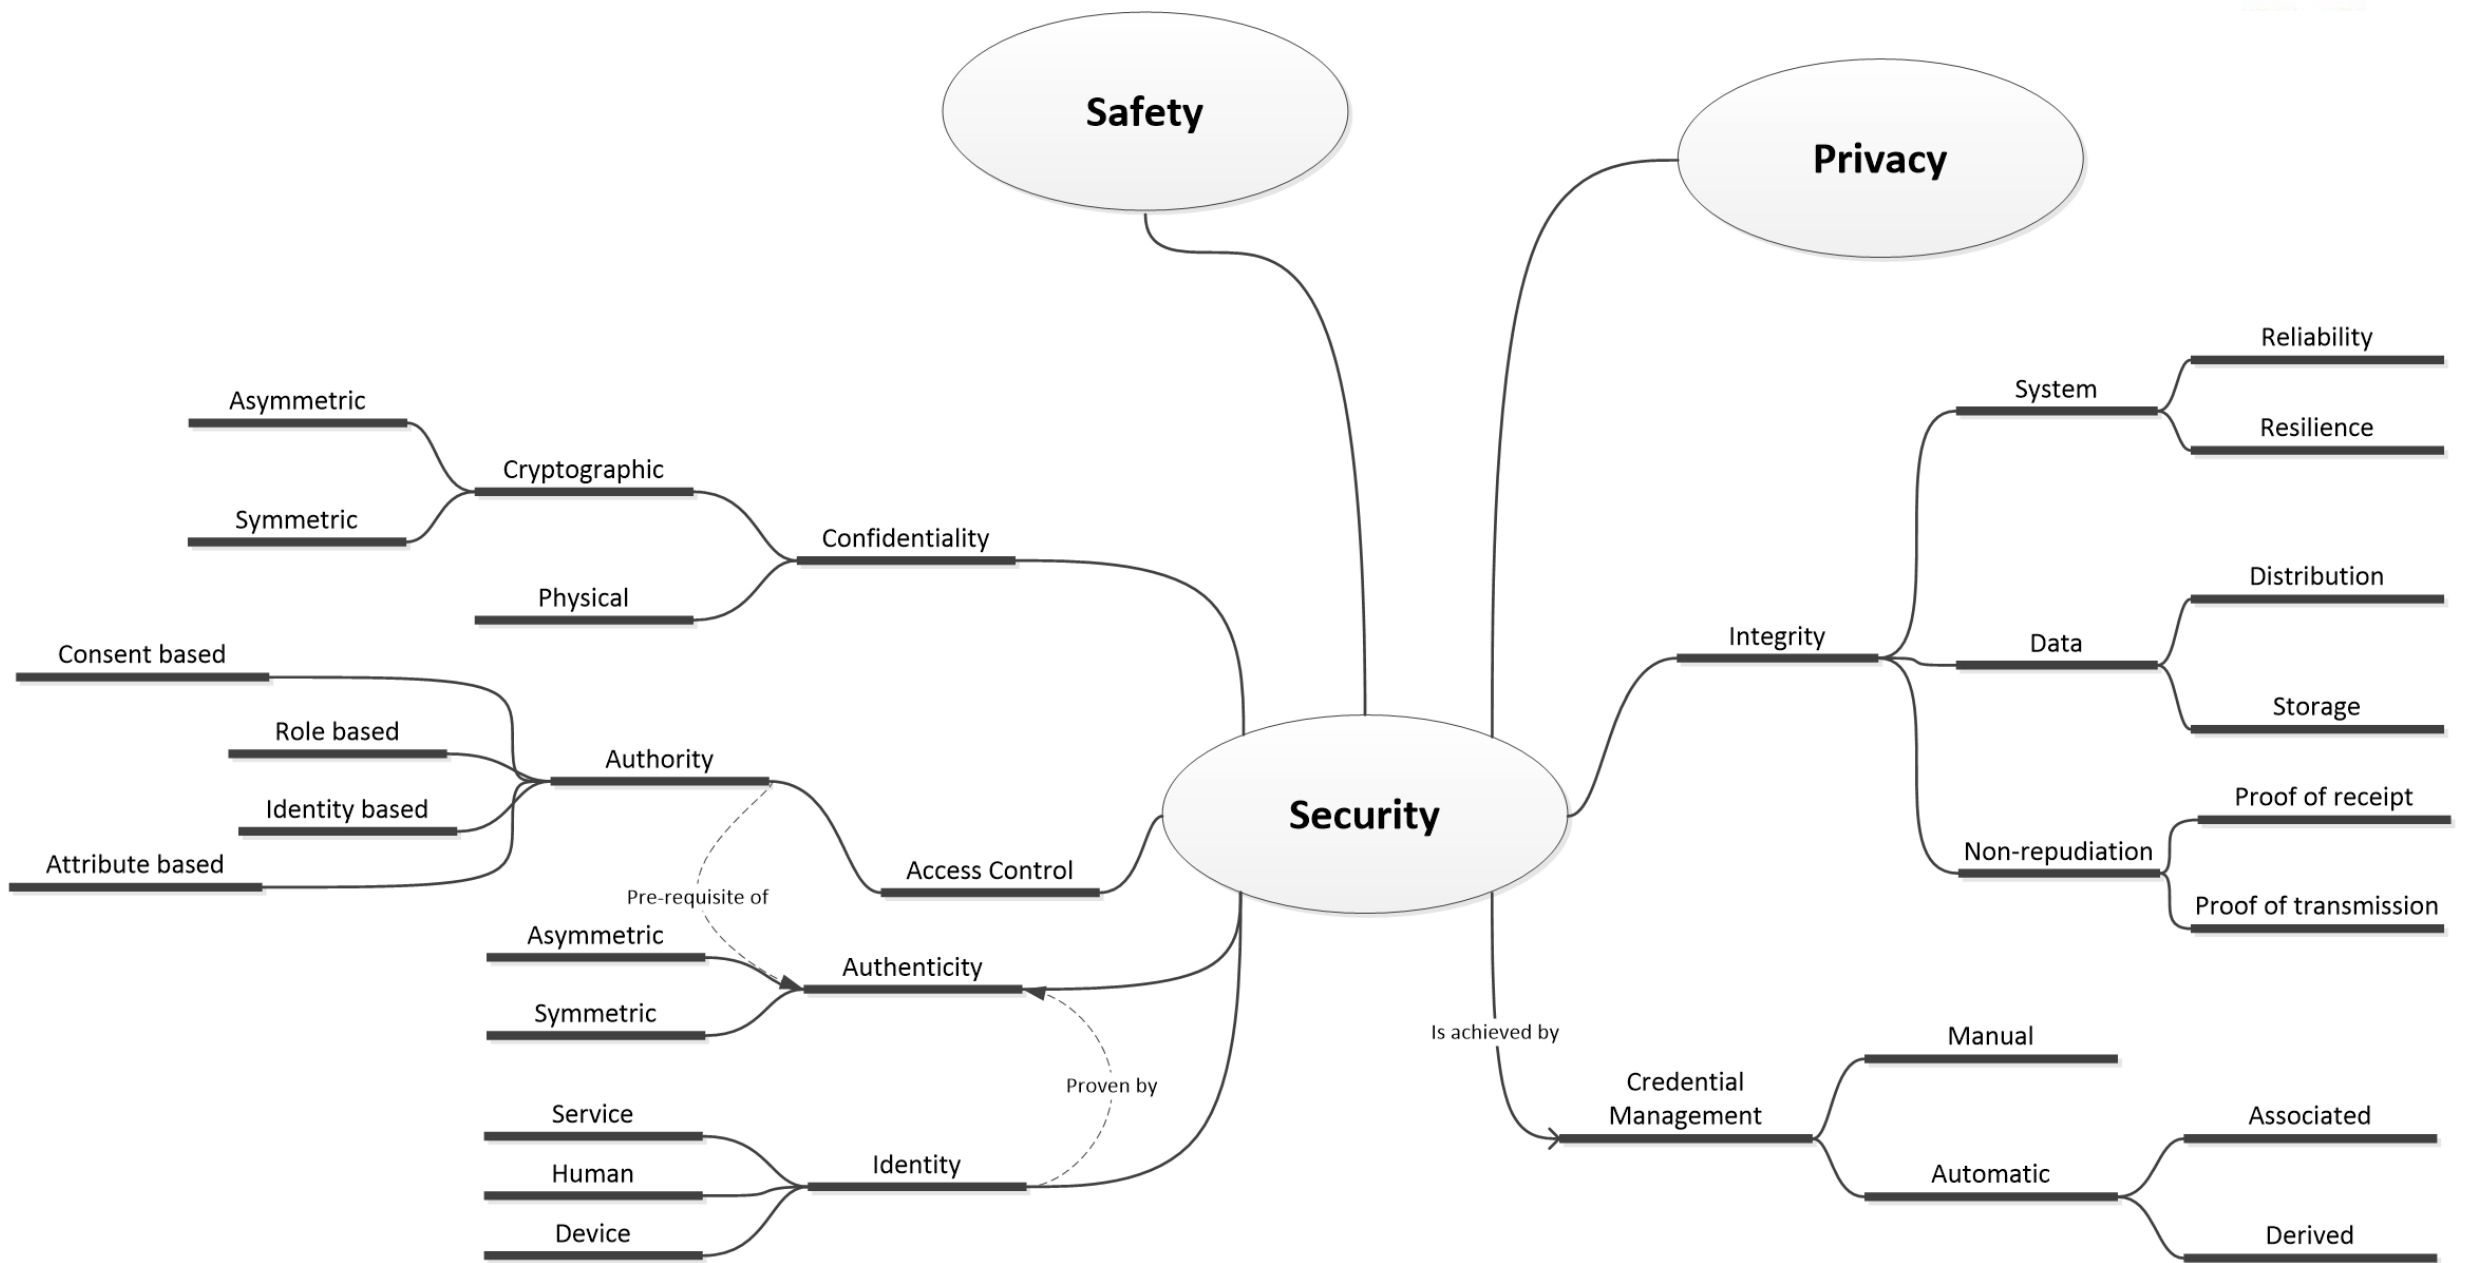 Safety
Privacy
Security
Asymmetric
Symmetric
Cryptographic
Physical
Confidentiality
Consent based
Role based
Identity based
Attribute based
Authority
Access Control
Pre-requisite of
Asymmetric
Symmetric
Authenticity
Proven by
Service
Human
Device
Identity
Integrity
System
Reliability
Resilience
Data
Distribution
Storage
Non-repudiation
Proof of receipt
Proof of transmission
Is achieved by
Credential
Management
Manual
Automatic
Associated
Derived